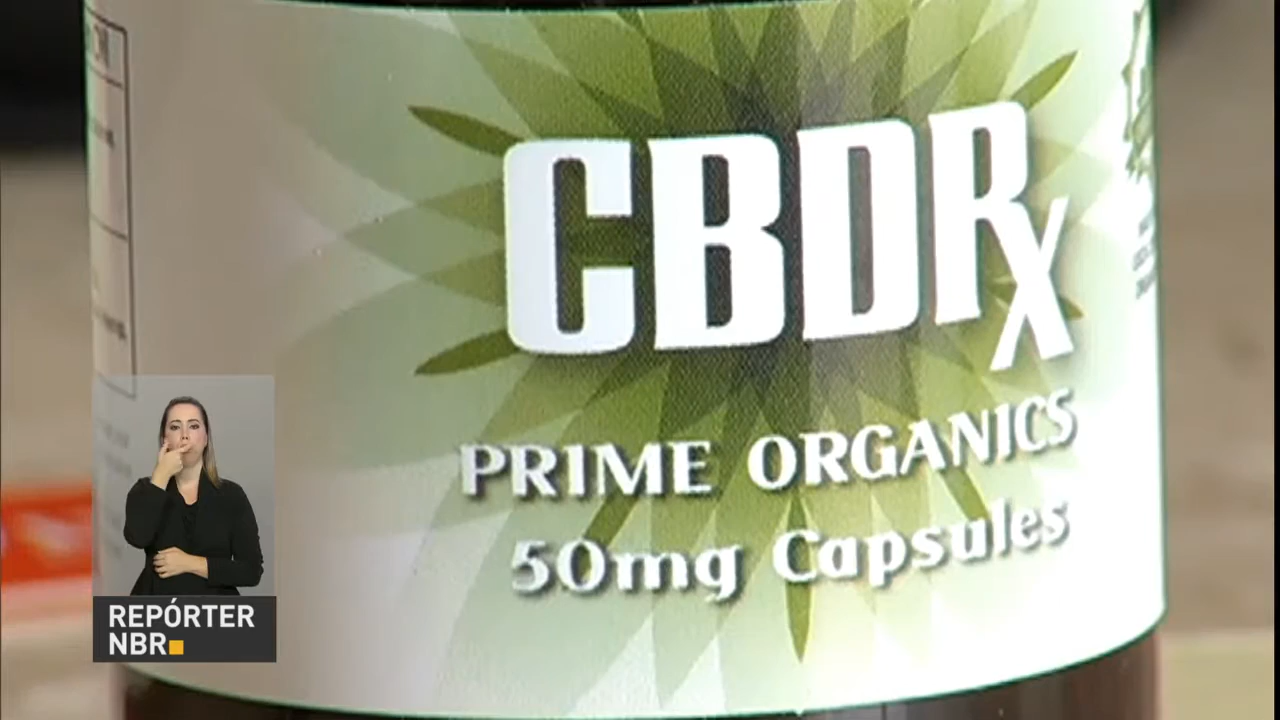 CBDRx
PRIME ORGANICS
50mg Capsules
REPÓRTER
NBR